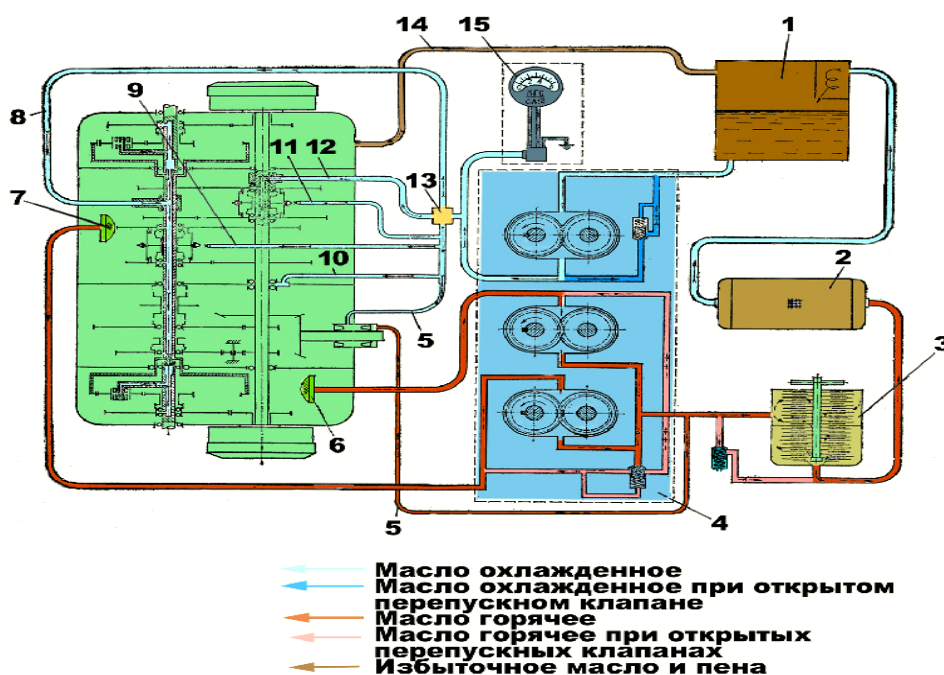 14
15
1
8
9
11
12
13
7
10
2
5
3
6
5
4
Масло охлажденное
Масло охлажденное при открытом
перепускном клапане
Масло горячее
Масло горячее при открытых
перепускных клапанах
Избыточное масло и пена